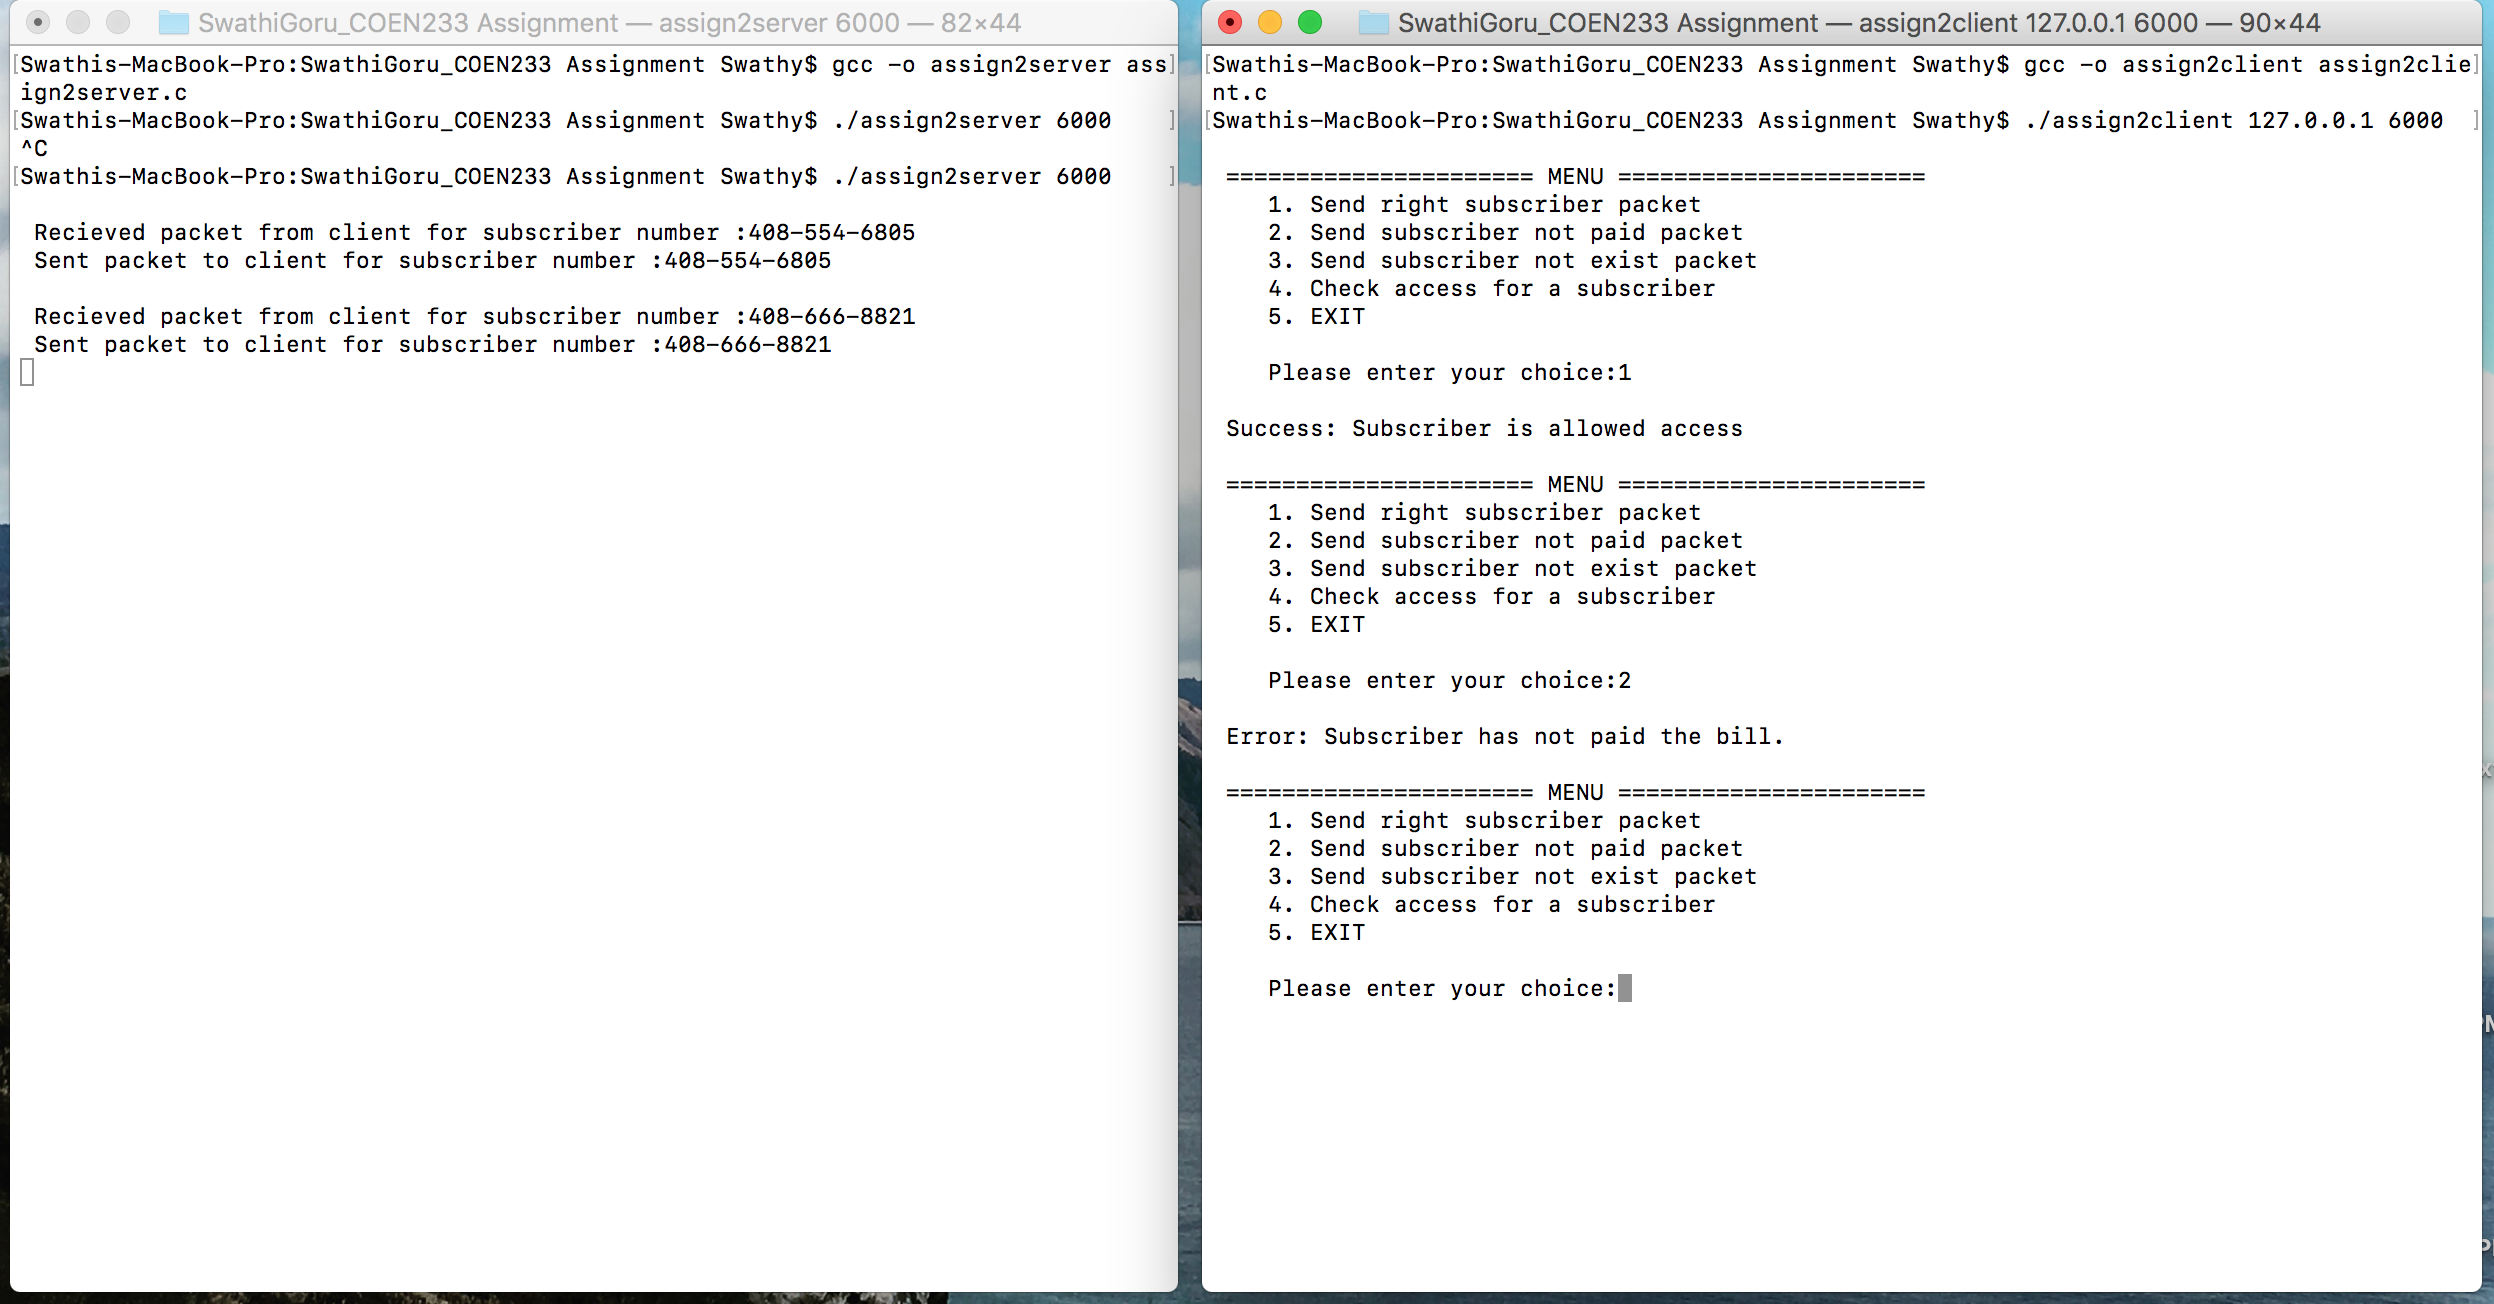 SwathiGoru_COEN233 Assignment — assign2server 6000 — 82×44
[Swathis-MacBook-Pro:SwathiGoru_COEN233 Assignment Swathy$ gcc -o assign2server ass]
ign2server.c
[Swathis-MacBook-Pro:SwathiGoru_COEN233 Assignment Swathy$ ./assign2server 6000 ]
^C
[Swathis-MacBook-Pro:SwathiGoru_COEN233 Assignment Swathy$ ./assign2server 6000 ]
Recieved packet from client for subscriber number :408-554-6805
Sent packet to client for subscriber number :408-554-6805
Recieved packet from client for subscriber number :408-666-8821
Sent packet to client for subscriber number :408-666-8821
SwathiGoru_COEN233 Assignment — assign2client 127.0.0.1 6000 — 90×44
[Swathis-MacBook-Pro:SwathiGoru_COEN233 Assignment Swathy$ gcc -o assign2client assign2clie]
nt.c
[Swathis-MacBook-Pro:SwathiGoru_COEN233 Assignment Swathy$ ./assign2client 127.0.0.1 6000 ]
====================== MENU ======================
1. Send right subscriber packet
2. Send subscriber not paid packet
3. Send subscriber not exist packet
4. Check access for a subscriber
5. EXIT
Please enter your choice:1
Success: Subscriber is allowed access
====================== MENU ======================
1. Send right subscriber packet
2. Send subscriber not paid packet
3. Send subscriber not exist packet
4. Check access for a subscriber
5. EXIT
Please enter your choice:2
Error: Subscriber has not paid the bill.
====================== MENU ======================
1. Send right subscriber packet
2. Send subscriber not paid packet
3. Send subscriber not exist packet
4. Check access for a subscriber
5. EXIT
Please enter your choice: